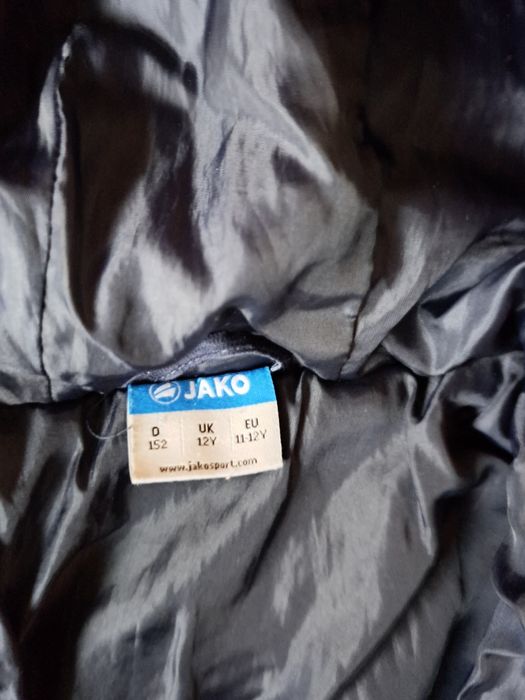 JAKO
D UK EU
152 12Y 11-12Y
www.jakosport.com